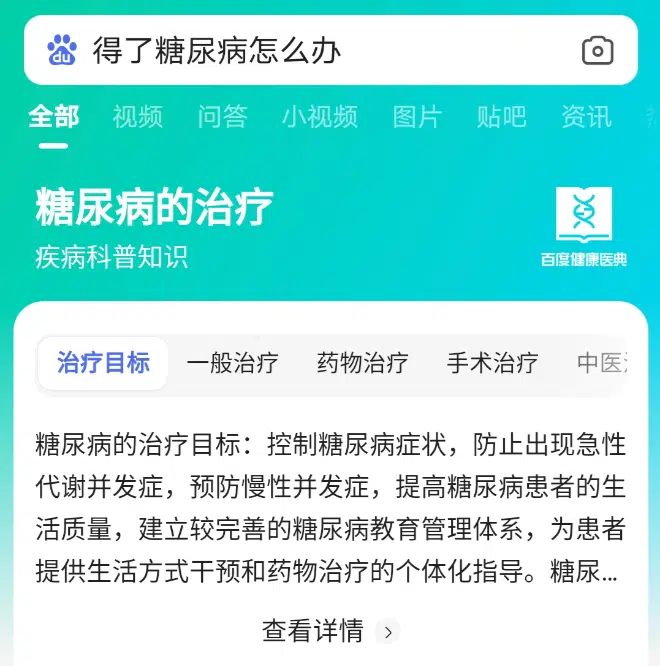 du
得了糖尿病怎么办
全部 视频 问答 小视频 图片 贴吧 资讯
糖尿病的治疗
疾病科普知识
百度健康医典
治疗目标 一般治疗 药物治疗 手术治疗 中医
糖尿病的治疗目标：控制糖尿病症状，防止出现急性
代谢并发症，预防慢性并发症，提高糖尿病患者的生
活质量，建立较完善的糖尿病教育管理体系，为患者
提供生活方式干预和药物治疗的个体化指导。糖尿...
查看详情 >